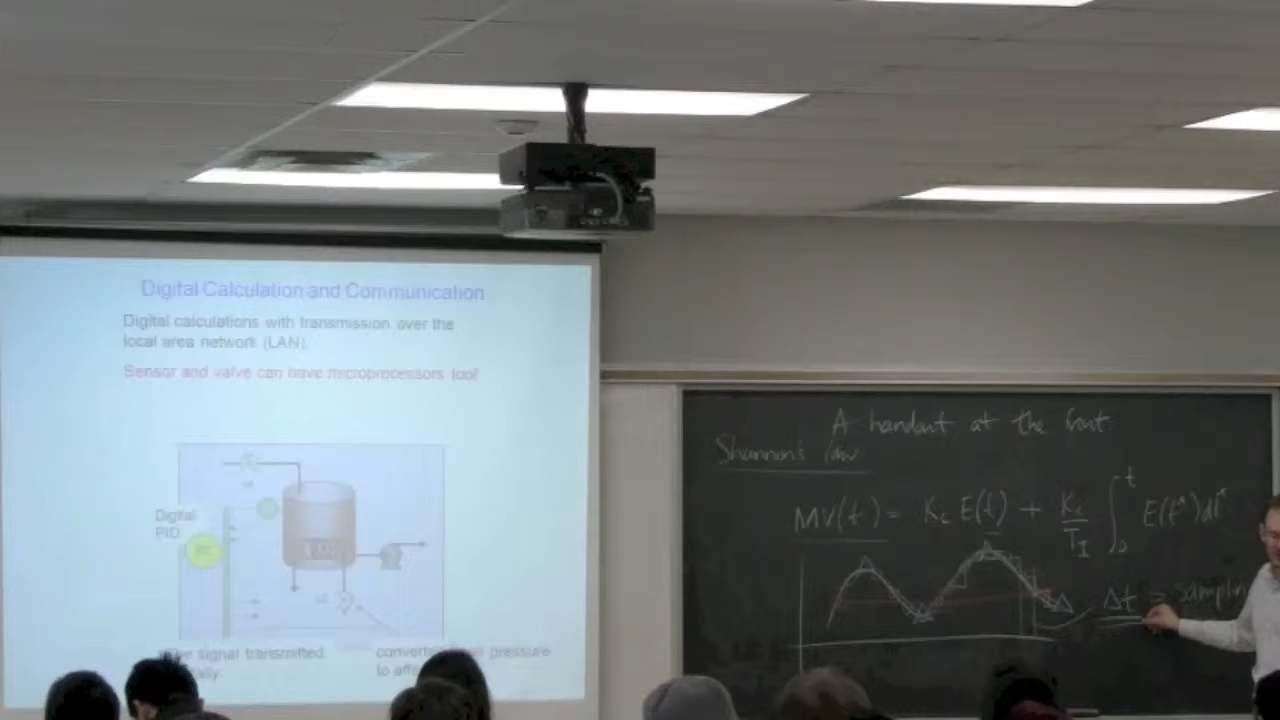 Digital Calculation and Communication
Digital calculations with transmission over the
local area network (LAN).
Sensor and valve can have microprocessors too!
Digital
PID
signal transmitted
pressure
to
A handout at the front
Shannon's law
MV(t) = Kc E(t) + Kc/TI ∫0t E(t*)dt*
Δt =